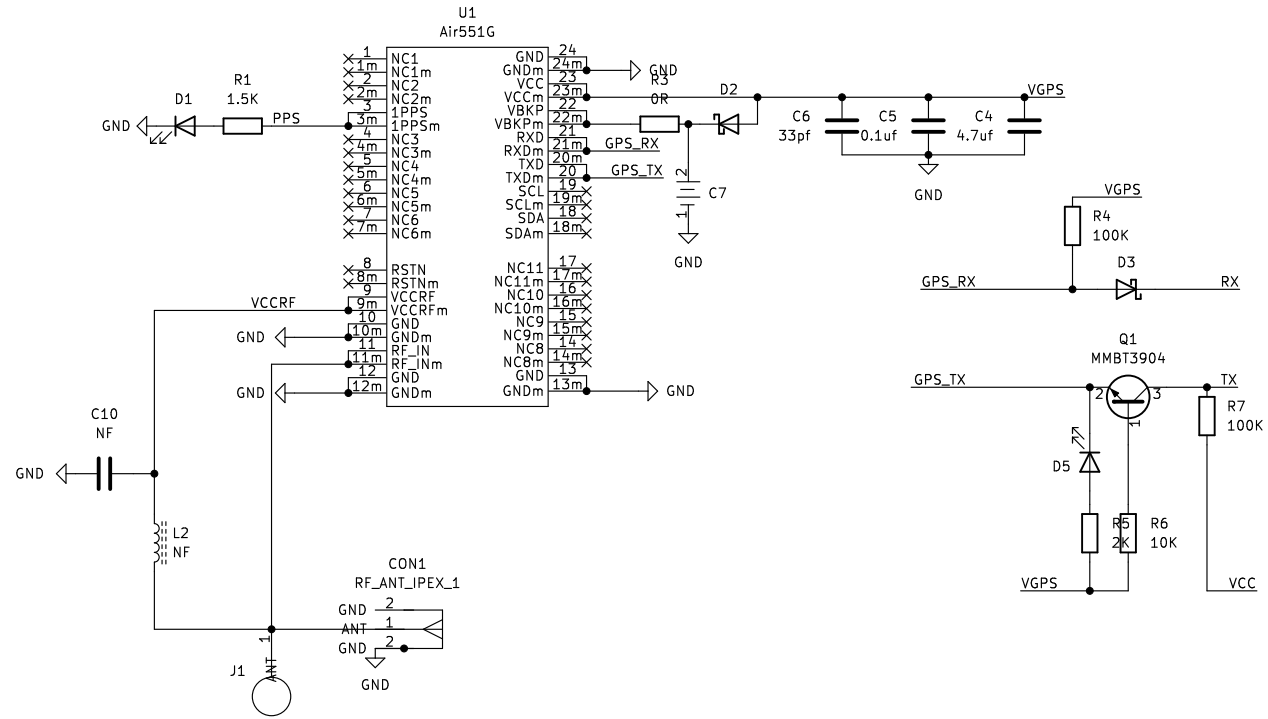 U1
Air551G
1 NC1
1m NC1m
2 NC2
2m NC2m
3 1PPS
3m 1PPSm
4 NC3
4m NC3m
5 NC4
5m NC4m
6 NC5
6m NC5m
7 NC6
7m NC6m
8 RSTN
8m RSTNm
9 VCCRF
9m VCCRFm
10 GND
10m GNDm
11 RF_IN
11m RF_INm
12 GND
12m GNDm
GND 24
GNDm 24m
VCC 23
VCCm 23m
VBKP 22
VBKPm 22m
RXD 21
RXDm 21m
TXD 20m
TXDm 20
SCL 19
SCLm 19m
SDA 18
SDAm 18m
NC11 17
NC11m 17m
NC10 16
NC10m 16m
NC9 15
NC9m 15m
NC8 14
NC8m 14m
GND 13
GNDm 13m
GND
D1
R1
1.5K
PPS
GND
R3
0R
D2
VGPS
C6
33pf
C5
0.1uf
C4
4.7uf
GND
GPS_RX
GPS_TX
2
C7
1
GND
VGPS
R4
100K
GPS_RX
D3
RX
VCCRF
GND
GND
GND
Q1
MMBT3904
GPS_TX
2
3
1
TX
R7
100K
D5
R5
2K
R6
10K
VGPS
VCC
C10
NF
GND
L2
NF
CON1
RF_ANT_IPEX_1
GND 2
ANT 1
GND 2
GND
1
ANT
J1